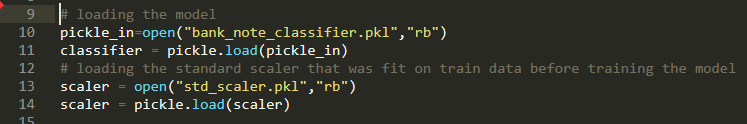 9 # loading the model
10 pickle_in=open("bank_note_classifier.pkl","rb")
11 classifier = pickle.load(pickle_in)
12 # loading the standard scaler that was fit on train data before training the model
13 scaler = open("std_scaler.pkl","rb")
14 scaler = pickle.load(scaler)
15